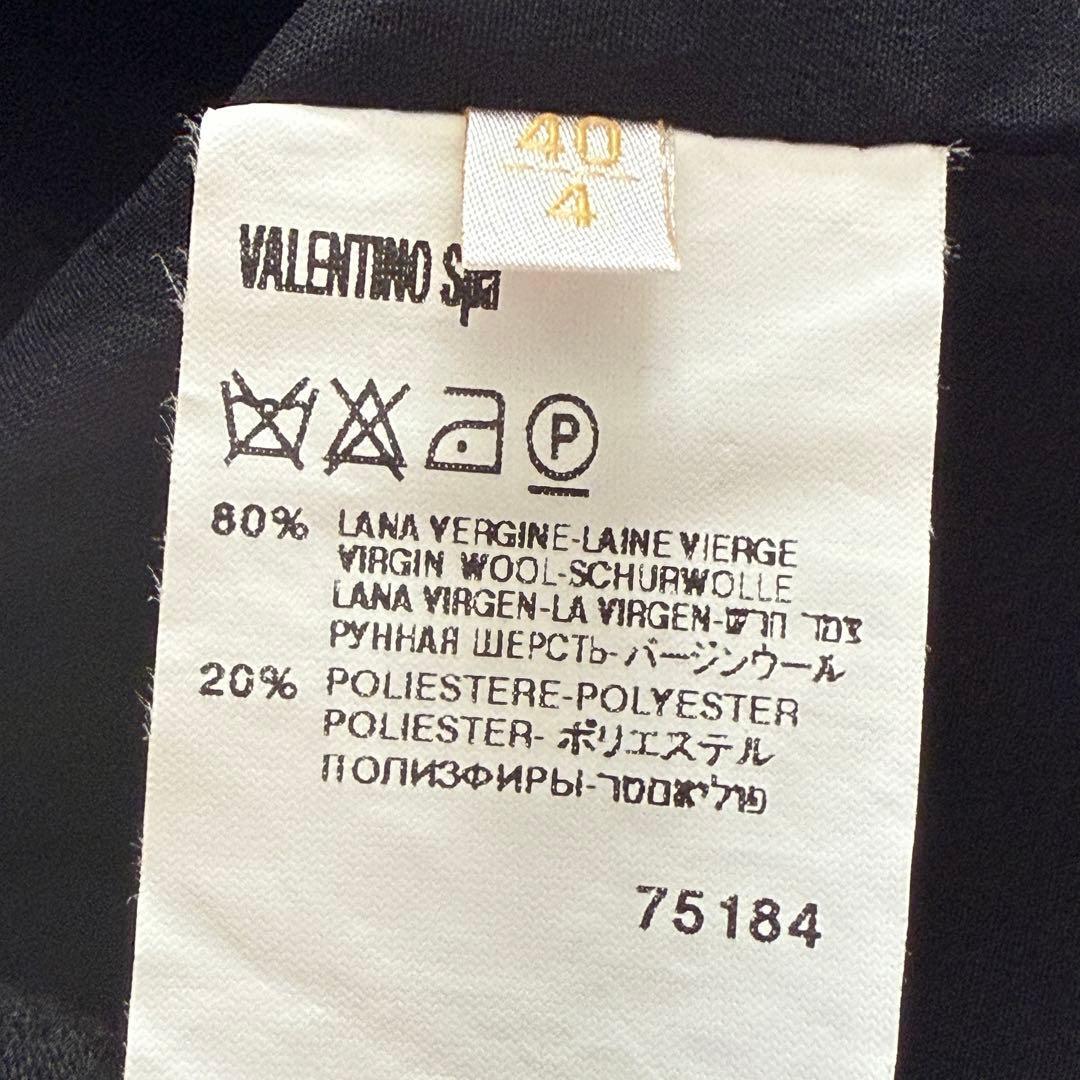 40
4
VALENTINO Spa
P
80% LANA VERGINE-LAINE VIERGE
VIRGIN WOOL-SCHURWOLLE
LANA VIRGEN-LA VIRGEN-צמר חדש
РУННАЯ ШЕРСТЬ-バージンウール
20% POLIESTERE-POLYESTER
POLIESTER-ポリエステル
ПОЛИЗФИРЫ-פוליאסטר
75184